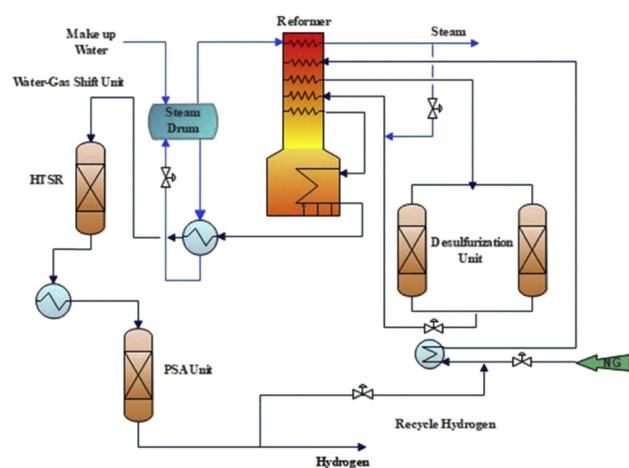 Reformer
Make up
Water
Steam
Water-Gas Shift Unit
Steam
Drum
HTSR
Desulfurization
Unit
NG
PSA Unit
Recycle Hydrogen
Hydrogen